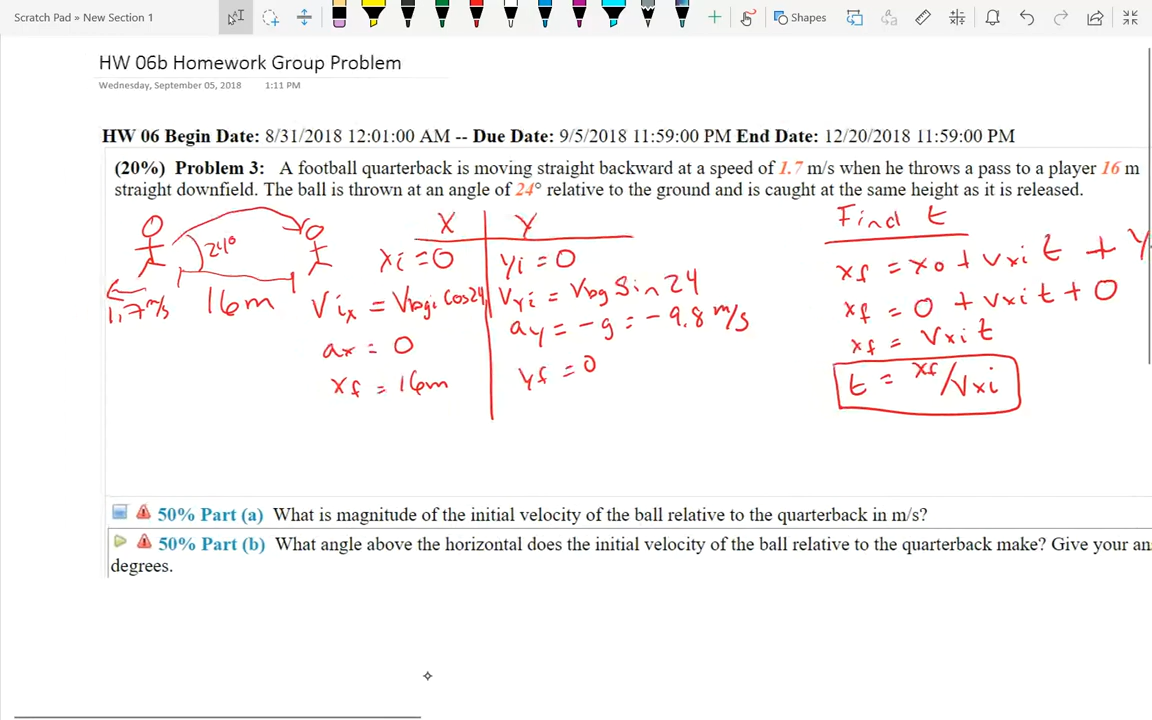 Scratch Pad » New Section 1
Shapes
HW 06b Homework Group Problem
Wednesday, September 05, 2018 1:11 PM
HW 06 Begin Date: 8/31/2018 12:01:00 AM -- Due Date: 9/5/2018 11:59:00 PM End Date: 12/20/2018 11:59:00 PM
(20%) Problem 3: A football quarterback is moving straight backward at a speed of 1.7 m/s when he throws a pass to a player 16 m
straight downfield. The ball is thrown at an angle of 24° relative to the ground and is caught at the same height as it is released.
24°
1.7 m/s
16m
X Y
xi = 0 yi = 0
Vix = Vbgi cos24 Vyi = Vbg Sin 24
ax = 0 ay = -g = -9.8 m/s
xf = 16m yf = 0
Find t
xf = x0 + Vxi t +
xf = 0 + Vxi t + 0
xf = Vxi t
t = xf/Vxi
50% Part (a) What is magnitude of the initial velocity of the ball relative to the quarterback in m/s?
50% Part (b) What angle above the horizontal does the initial velocity of the ball relative to the quarterback make? Give your an
degrees.